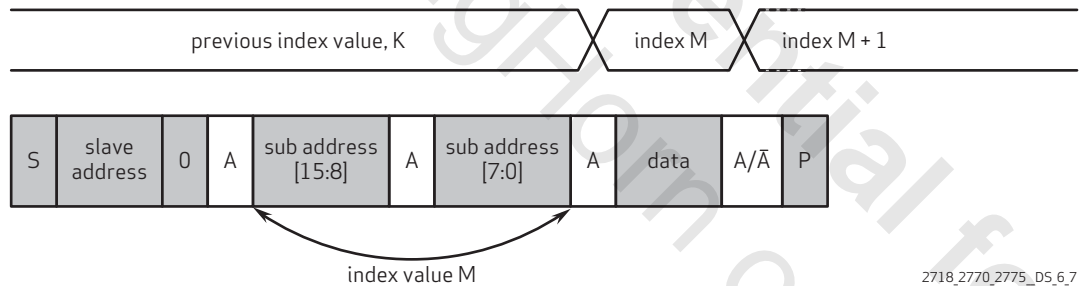 previous index value, K
index M
index M + 1
S
slave
address
0
A
sub address
[15:8]
A
sub address
[7:0]
A
data
A/Ā
P
index value M
2718_2770_2775_DS_6_7